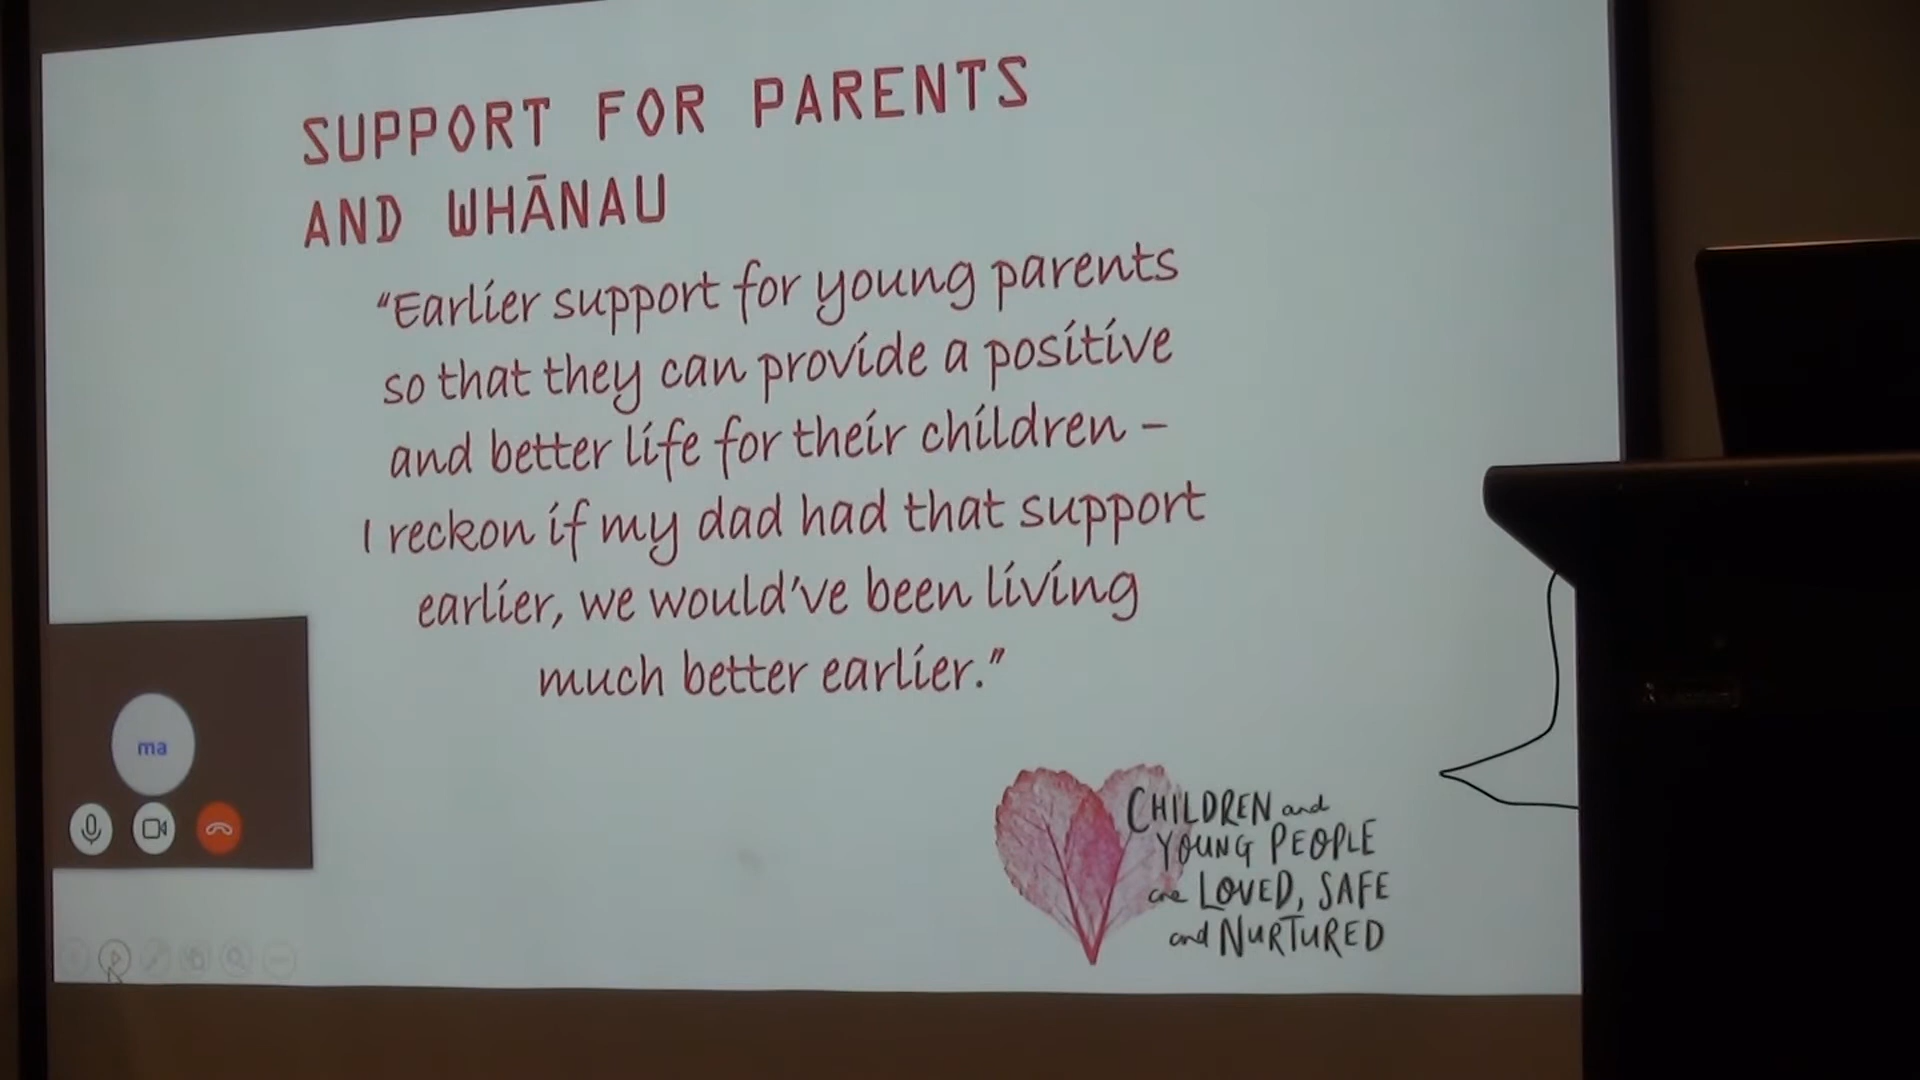 SUPPORT FOR PARENTS
AND WHĀNAU
"Earlier support for young parents
so that they can provide a positive
and better life for their children –
I reckon if my dad had that support
earlier, we would've been living
much better earlier."
ma
CHILDREN and
YOUNG PEOPLE
are LOVED, SAFE
and NURTURED